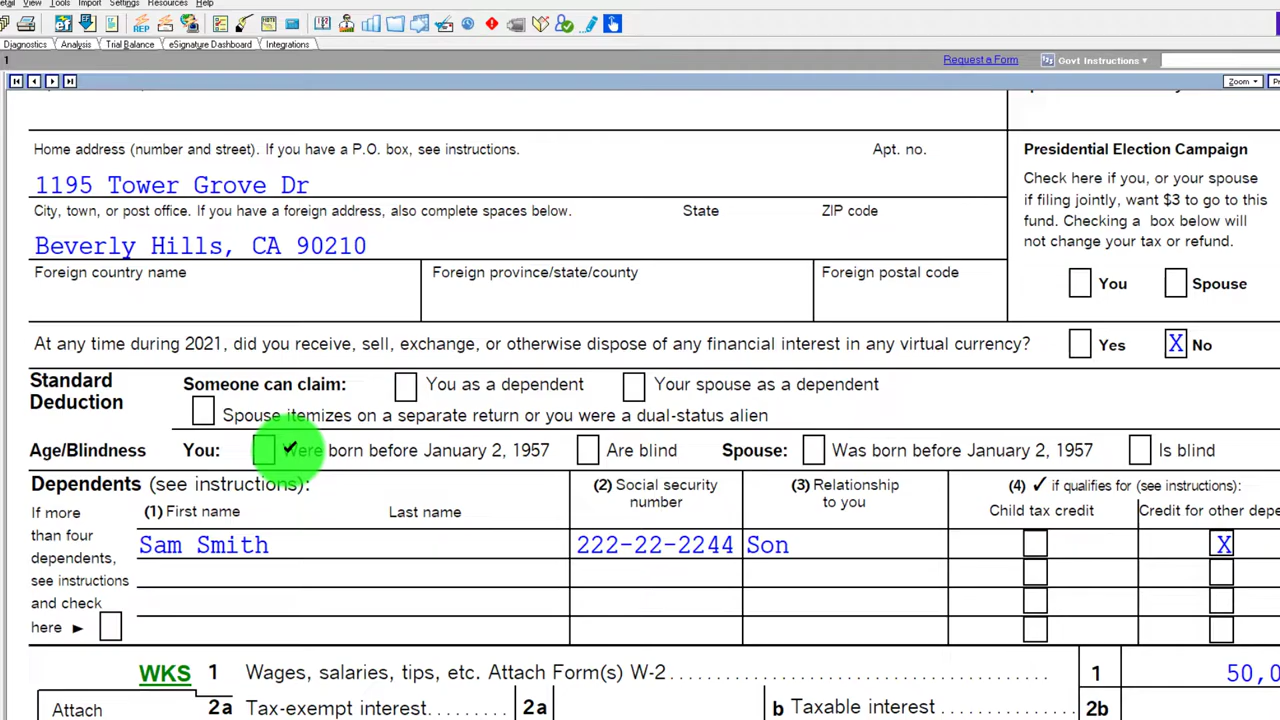 View Tools Import Settings Resources Help
Diagnostics Analysis Trial Balance eSignature Dashboard Integrations
1 Request a Form Govt Instructions
Zoom
Home address (number and street). If you have a P.O. box, see instructions. Apt. no. Presidential Election Campaign
1195 Tower Grove Dr
Check here if you, or your spouse
if filing jointly, want $3 to go to this
fund. Checking a box below will
not change your tax or refund.
City, town, or post office. If you have a foreign address, also complete spaces below. State ZIP code
Beverly Hills, CA 90210
Foreign country name Foreign province/state/county Foreign postal code
You Spouse
At any time during 2021, did you receive, sell, exchange, or otherwise dispose of any financial interest in any virtual currency? Yes X No
Standard Deduction
Someone can claim: You as a dependent Your spouse as a dependent
Spouse itemizes on a separate return or you were a dual-status alien
Age/Blindness You: Were born before January 2, 1957 Are blind Spouse: Was born before January 2, 1957 Is blind
Dependents (see instructions): (2) Social security number (3) Relationship to you (4) ✓ if qualifies for (see instructions):
(1) First name Last name Child tax credit Credit for other
If more
than four
dependents,
see instructions
and check
here ►
Sam Smith 222-22-2244 Son X
WKS 1 Wages, salaries, tips, etc. Attach Form(s) W-2 1
Attach 2a Tax-exempt interest 2a b Taxable interest 2b